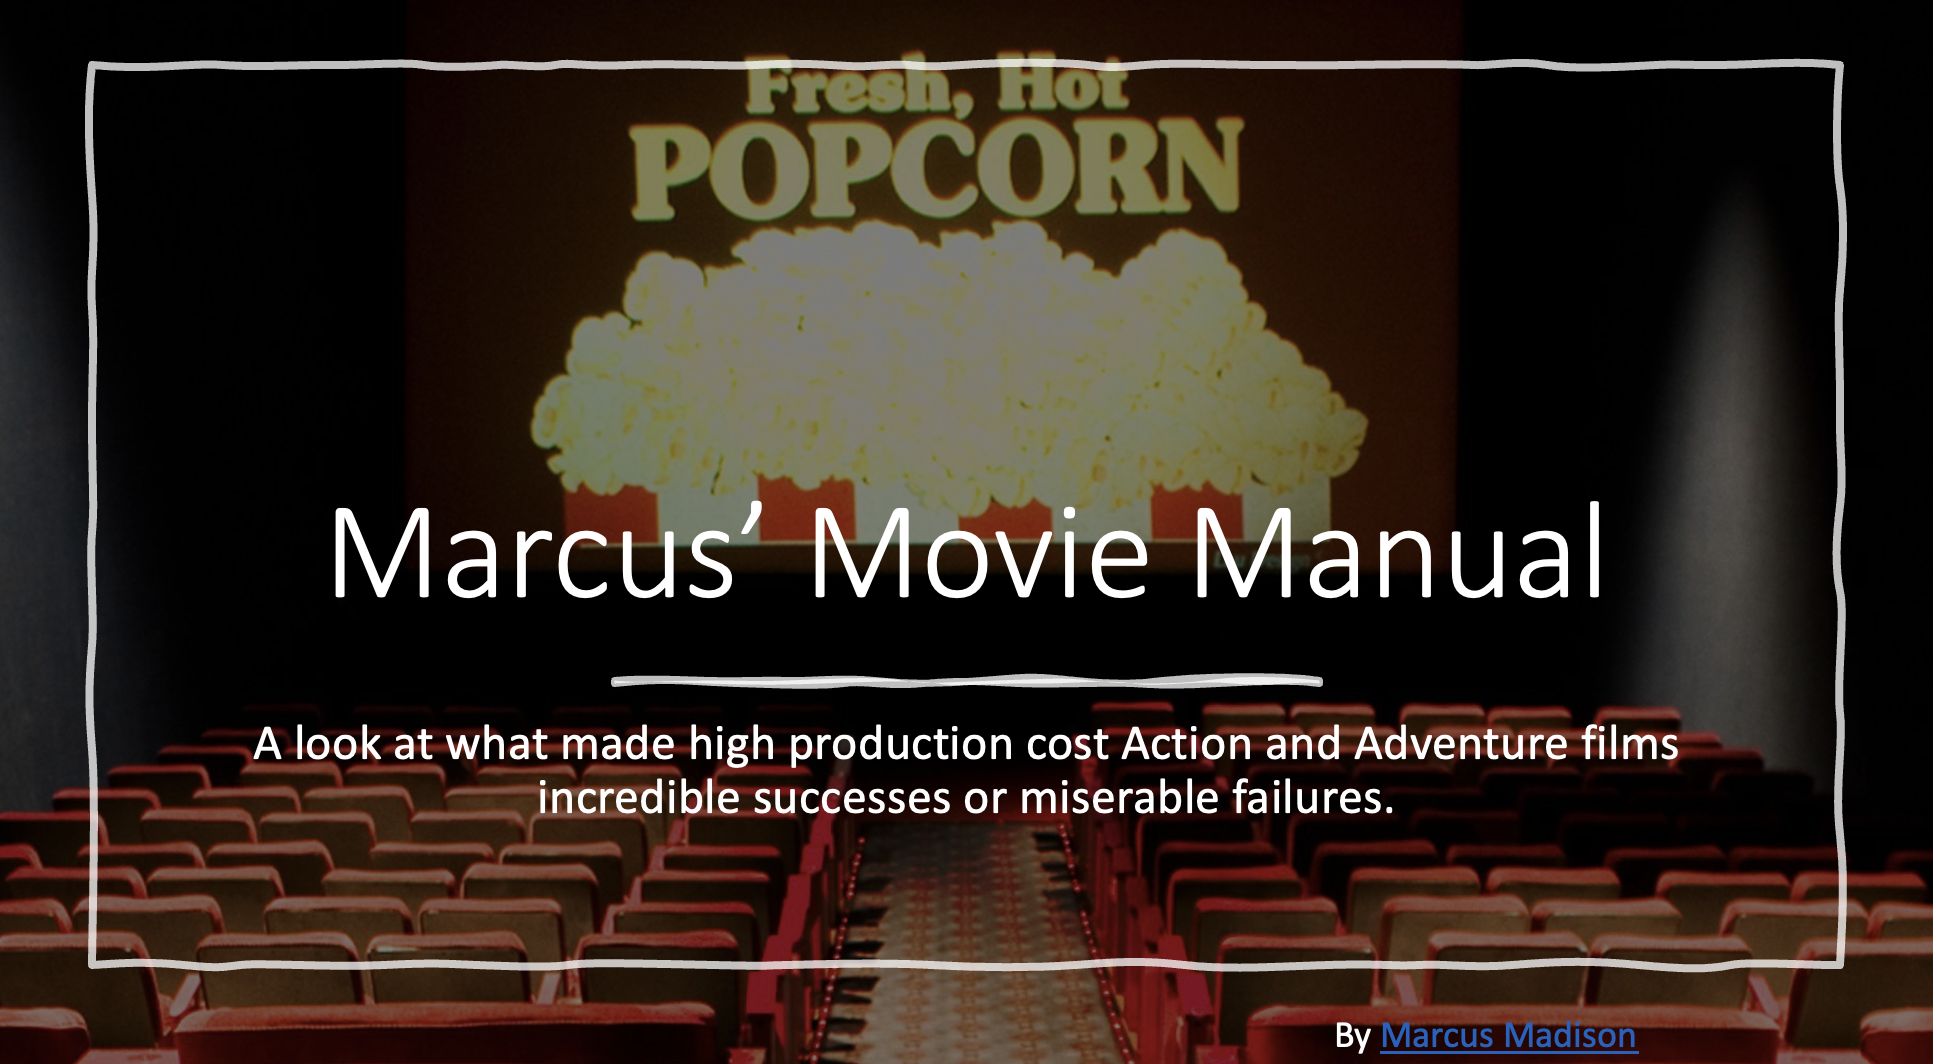 Fresh, Hot
POPCORN
Marcus’ Movie Manual
A look at what made high production cost Action and Adventure films
incredible successes or miserable failures.
By Marcus Madison